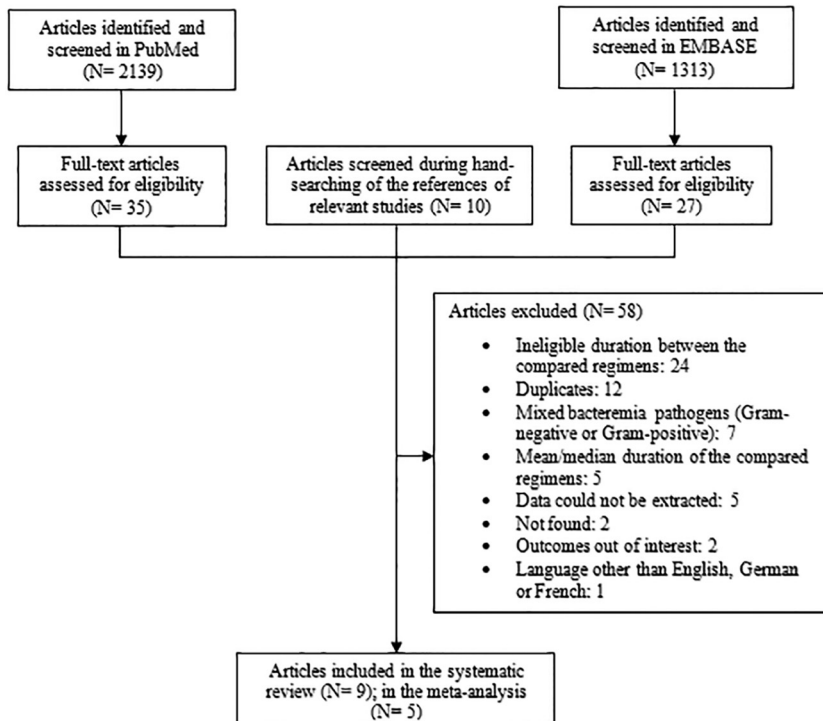 Articles identified and
screened in PubMed
(N= 2139)
Articles identified and
screened in EMBASE
(N= 1313)
Full-text articles
assessed for eligibility
(N= 35)
Articles screened during hand-
searching of the references of
relevant studies (N= 10)
Full-text articles
assessed for eligibility
(N= 27)
Articles excluded (N= 58)
• Ineligible duration between the
compared regimens: 24
• Duplicates: 12
• Mixed bacteremia pathogens (Gram-
negative or Gram-positive): 7
• Mean/median duration of the compared
regimens: 5
• Data could not be extracted: 5
• Not found: 2
• Outcomes out of interest: 2
• Language other than English, German
or French: 1
Articles included in the systematic
review (N= 9); in the meta-analysis
(N= 5)